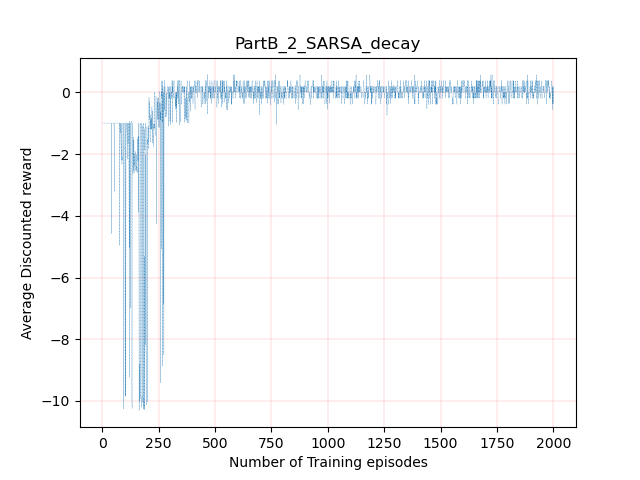 PartB_2_SARSA_decay
Average Discounted reward
0
−2
−4
−6
−8
−10
0 250 500 750 1000 1250 1500 1750 2000
Number of Training episodes